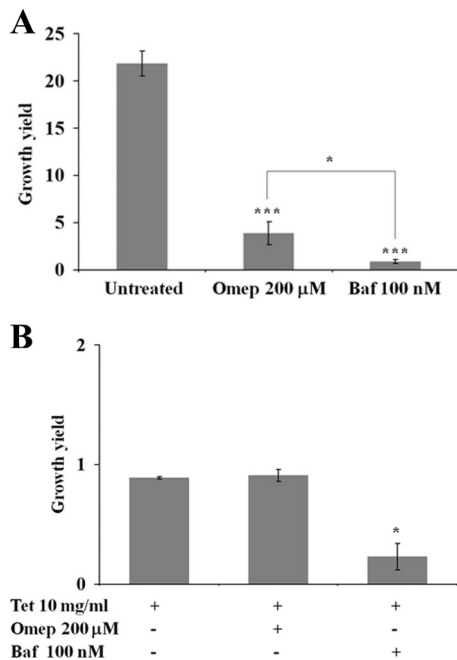 A
25
20
15
10
5
0
Growth yield
*
***
***
Untreated Omep 200 µM Baf 100 nM
B
2
1
0
Growth yield
*
Tet 10 mg/ml + + +
Omep 200 µM - + -
Baf 100 nM - - +